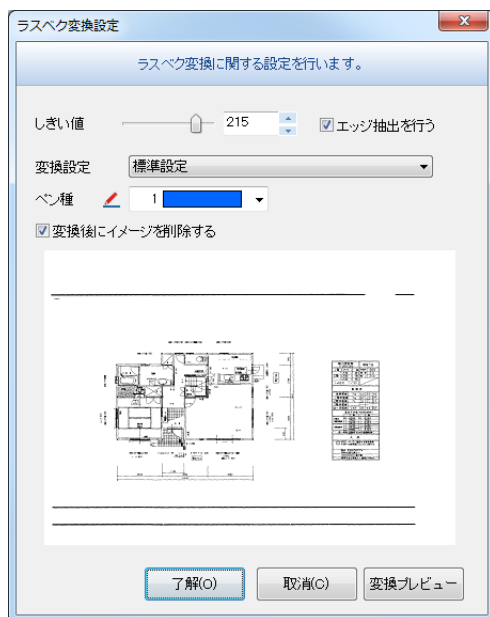 ラスベク変換設定
ラスベク変換に関する設定を行います。
しきい値 215 エッジ抽出を行う
変換設定 標準設定
ペン種 1
変換後にイメージを削除する
了解(O) 取消(C) 変換プレビュー